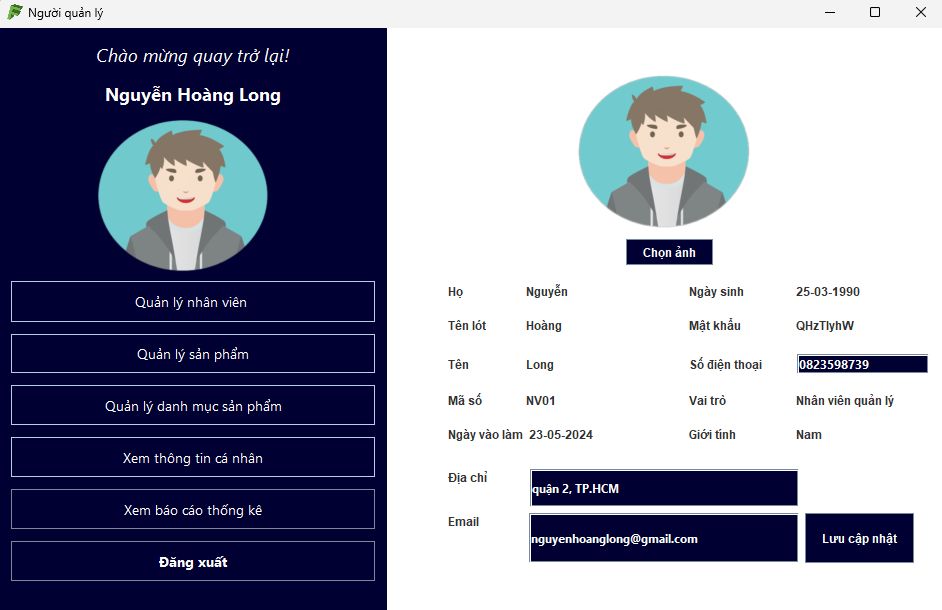 Người quản lý
Chào mừng quay trở lại!
Nguyễn Hoàng Long
Quản lý nhân viên
Quản lý sản phẩm
Quản lý danh mục sản phẩm
Xem thông tin cá nhân
Xem báo cáo thống kê
Đăng xuất
Chọn ảnh
Họ Nguyễn Ngày sinh 25-03-1990
Tên lót Hoàng Mật khẩu QHzTlyhW
Tên Long Số điện thoại 0823598739
Mã số NV01 Vai trò Nhân viên quản lý
Ngày vào làm 23-05-2024 Giới tính Nam
Địa chỉ quận 2, TP.HCM
Email nguyenhoanglong@gmail.com Lưu cập nhật